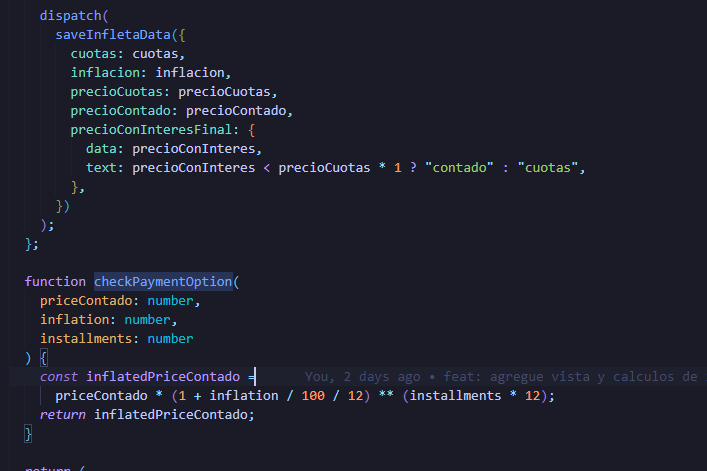 dispatch(
saveInfletaData({
cuotas: cuotas,
inflacion: inflacion,
precioCuotas: precioCuotas,
precioContado: precioContado,
precioConInteresFinal: {
data: precioConInteres,
text: precioConInteres < precioCuotas * 1 ? "contado" : "cuotas",
},
})
);
};
function checkPaymentOption(
priceContado: number,
inflation: number,
installments: number
) {
const inflatedPriceContado = You, 2 days ago • feat: agregue vista y calculos de
priceContado * (1 + inflation / 100 / 12) ** (installments * 12);
return inflatedPriceContado;
}
return (